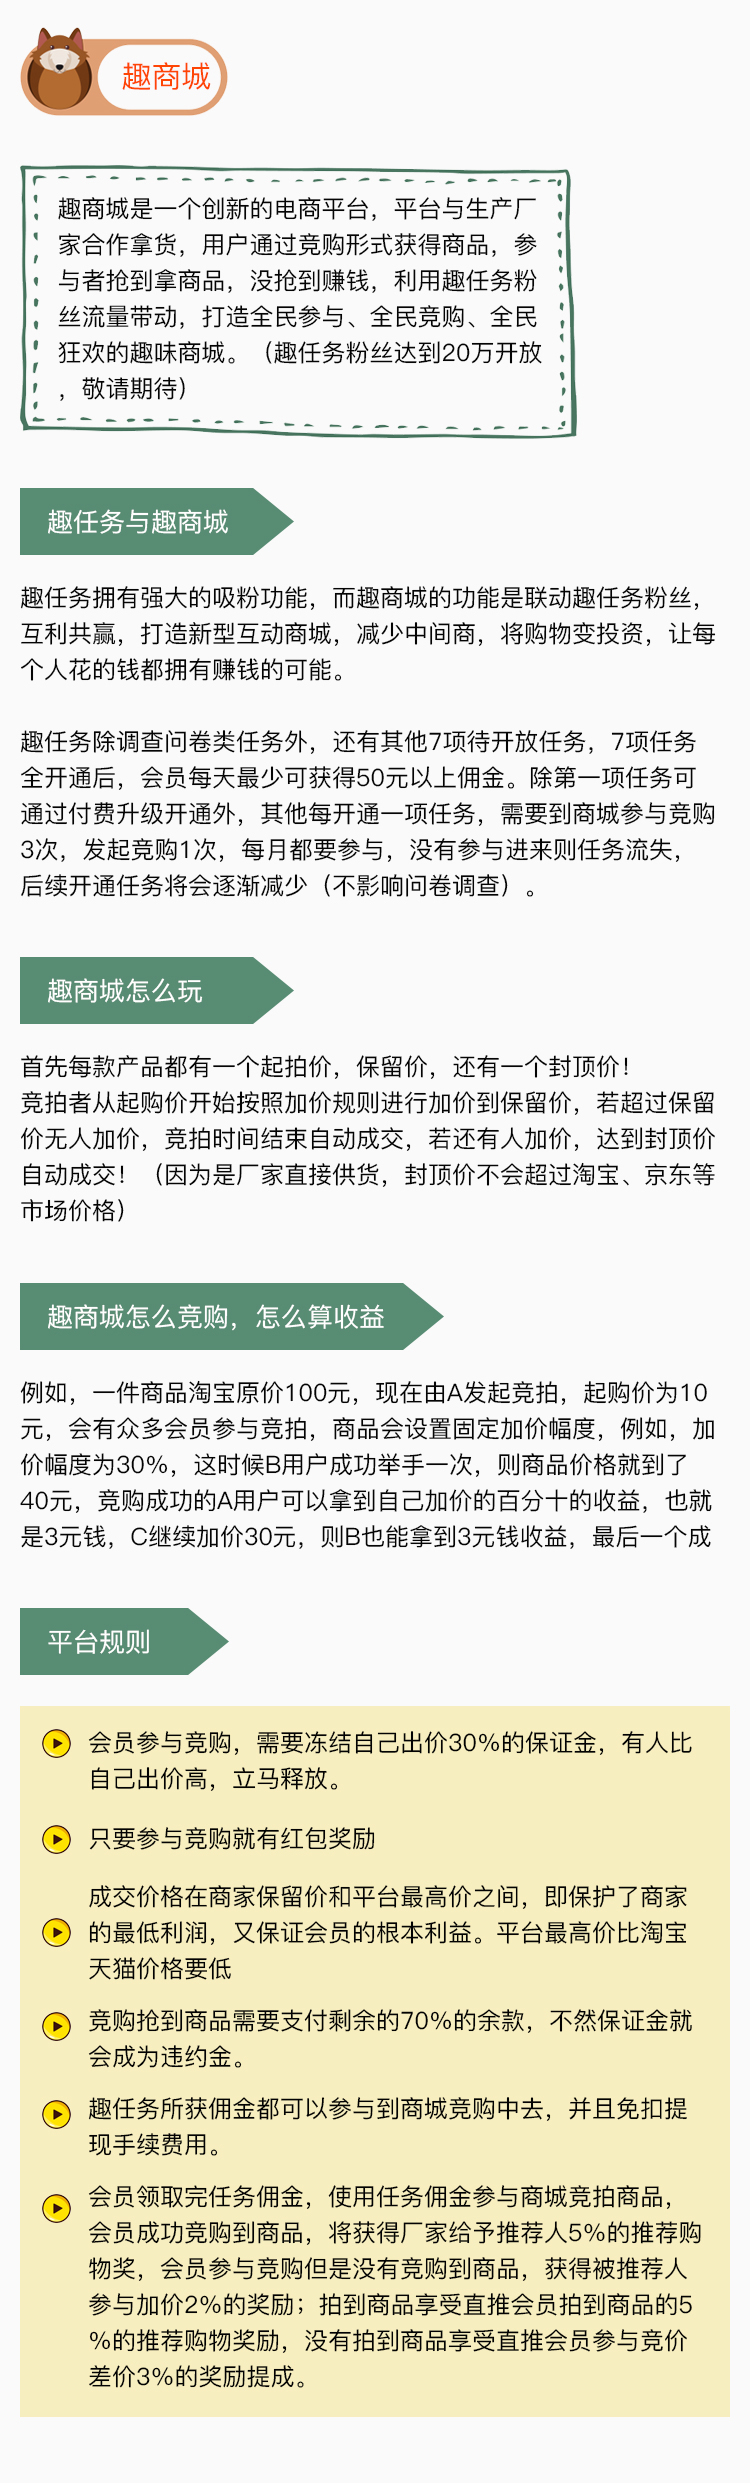 趣商城
趣商城是一个创新的电商平台，平台与生产厂
家合作拿货，用户通过竞购形式获得商品，参
与者抢到拿商品，没抢到赚钱，利用趣任务粉
丝流量带动，打造全民参与、全民竞购、全民
狂欢的趣味商城。（趣任务粉丝达到20万开放
，敬请期待）
趣任务与趣商城
趣任务拥有强大的吸粉功能，而趣商城的功能是联动趣任务粉丝，
互利共赢，打造新型互动商城，减少中间商，将购物变投资，让每
个人花的钱都拥有赚钱的可能。
趣任务除调查问卷类任务外，还有其他7项待开放任务，7项任务
全开通后，会员每天最少可获得50元以上佣金。除第一项任务可
通过付费升级开通外，其他每开通一项任务，需要到商城参与竞购
3次，发起竞购1次，每月都要参与，没有参与进来则任务流失，
后续开通任务将会逐渐减少（不影响问卷调查）。
趣商城怎么玩
首先每款产品都有一个起拍价，保留价，还有一个封顶价！
竞拍者从起购价开始按照加价规则进行加价到保留价，若超过保留
价无人加价，竞拍时间结束自动成交，若还有人加价，达到封顶价
自动成交！（因为是厂家直接供货，封顶价不会超过淘宝、京东等
市场价格）
趣商城怎么竞购，怎么算收益
例如，一件商品淘宝原价100元，现在由A发起竞拍，起购价为10
元，会有众多会员参与竞拍，商品会设置固定加价幅度，例如，加
价幅度为30%，这时候B用户成功举手一次，则商品价格就到了
40元，竞购成功的A用户可以拿到自己加价的百分十的收益，也就
是3元钱，C继续加价30元，则B也能拿到3元钱收益，最后一个成
平台规则
会员参与竞购，需要冻结自己出价30%的保证金，有人比
自己出价高，立马释放。
只要参与竞购就有红包奖励
成交价格在商家保留价和平台最高价之间，即保护了商家
的最低利润，又保证会员的根本利益。平台最高价比淘宝
天猫价格要低
竞购抢到商品需要支付剩余的70%的余款，不然保证金就
会成为违约金。
趣任务所获佣金都可以参与到商城竞购中去，并且免扣提
现手续费用。
会员领取完任务佣金，使用任务佣金参与商城竞拍商品，
会员成功竞购到商品，将获得厂家给予推荐人5%的推荐购
物奖，会员参与竞购但是没有竞购到商品，获得被推荐人
参与加价2%的奖励；拍到商品享受直推会员拍到商品的5
%的推荐购物奖励，没有拍到商品享受直推会员参与竞价
差价3%的奖励提成。